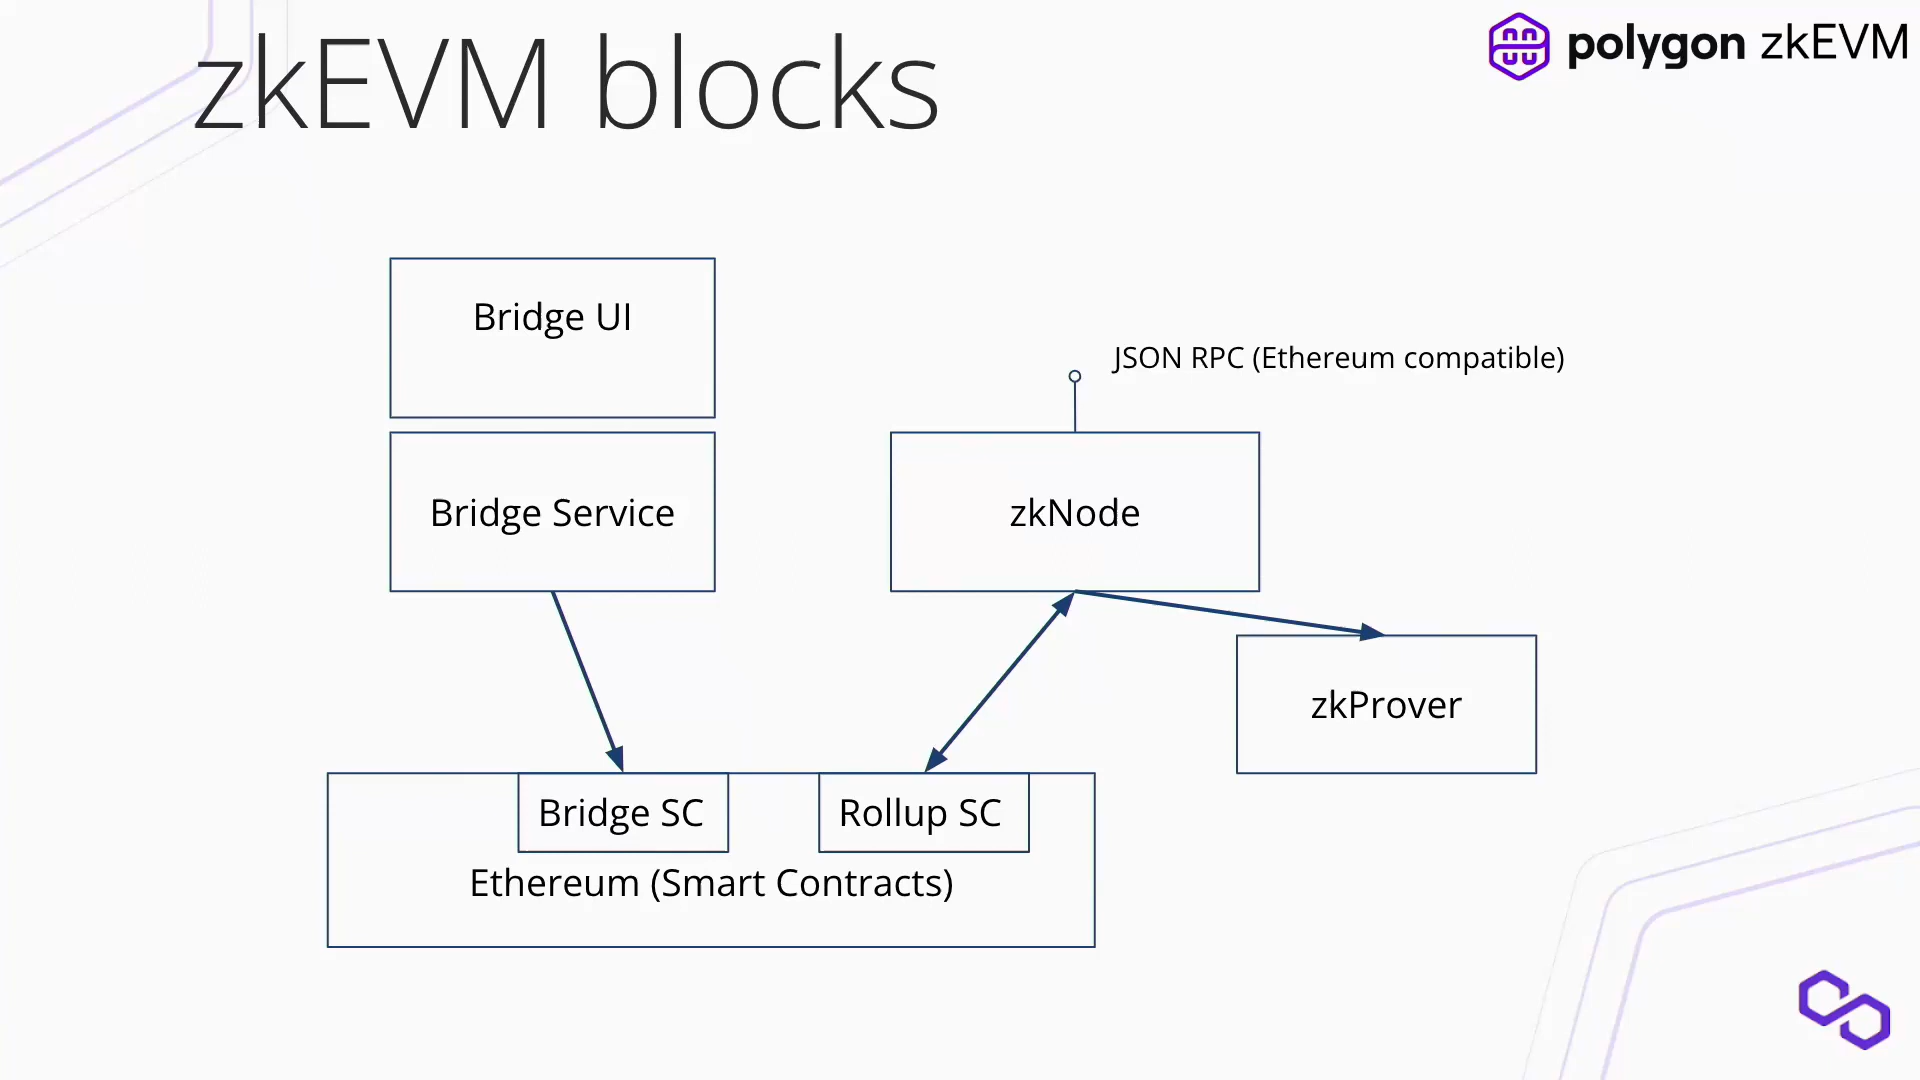 zkEVM blocks
polygon zkEVM
Bridge UI
JSON RPC (Ethereum compatible)
Bridge Service
zkNode
zkProver
Bridge SC
Rollup SC
Ethereum (Smart Contracts)